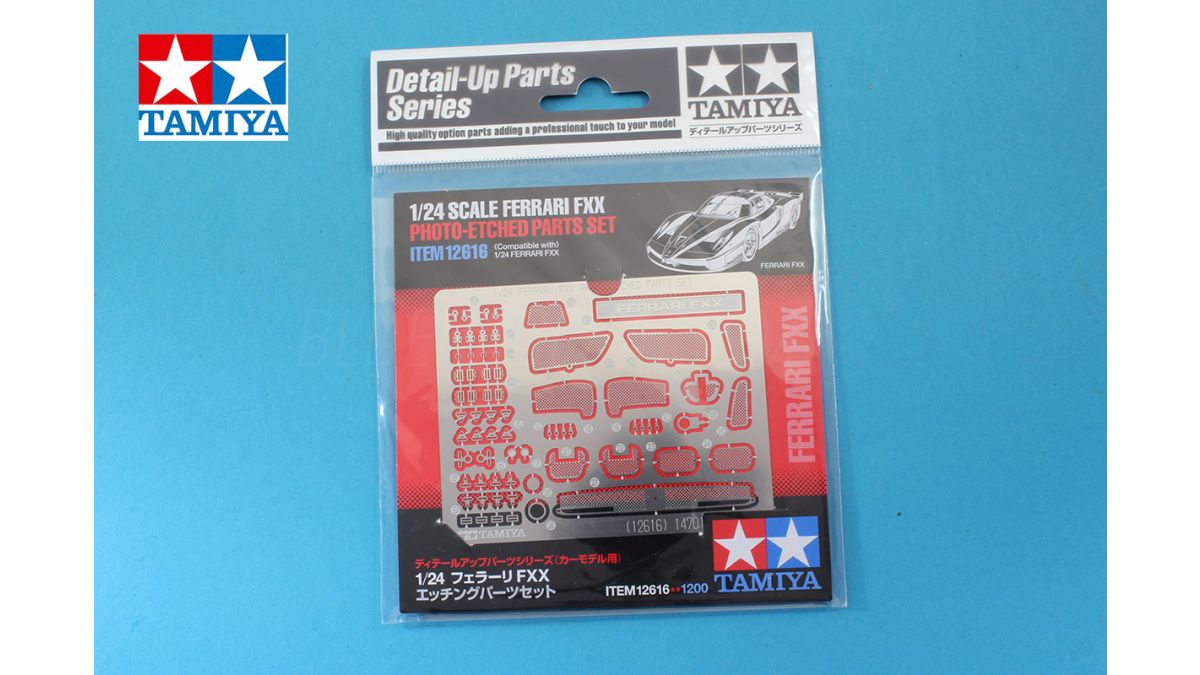 TAMIYA
Detail-Up Parts
Series
High quality option parts adding a professional touch to your model
TAMIYA
ディテールアップパーツシリーズ
1/24 SCALE FERRARI FXX
PHOTO-ETCHED PARTS SET
ITEM 12616
(Compatible with)
1/24 FERRARI FXX
FERRARI FXX
1/24 FERRARI FXX
ETCHED PARTS SET
FERRARI FXX
FERRARI FXX
TAMIYA
(12616) 1470
ディテールアップパーツシリーズ(カーモデル用)
1/24 フェラーリ FXX
エッチングパーツセット
ITEM 12616 ★★ 1200
TAMIYA